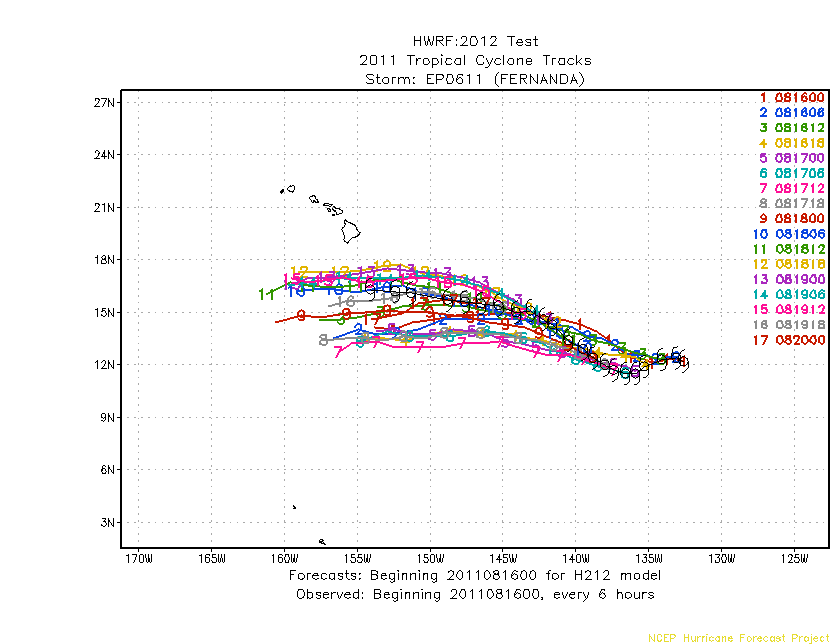 HWRF:2012 Test
2011 Tropical Cyclone Tracks
Storm: EP0611 (FERNANDA)
1 081600
2 081606
3 081612
4 081618
5 081700
6 081706
7 081712
8 081718
9 081800
10 081806
11 081812
12 081818
13 081900
14 081906
15 081912
16 081918
17 082000
27N
24N
21N
18N
15N
12N
9N
6N
3N
170W 165W 160W 155W 150W 145W 140W 135W 130W 125W
Forecasts: Beginning 2011081600 for H212 model
Observed: Beginning 2011081600, every 6 hours
NCEP Hurricane Forecast Project